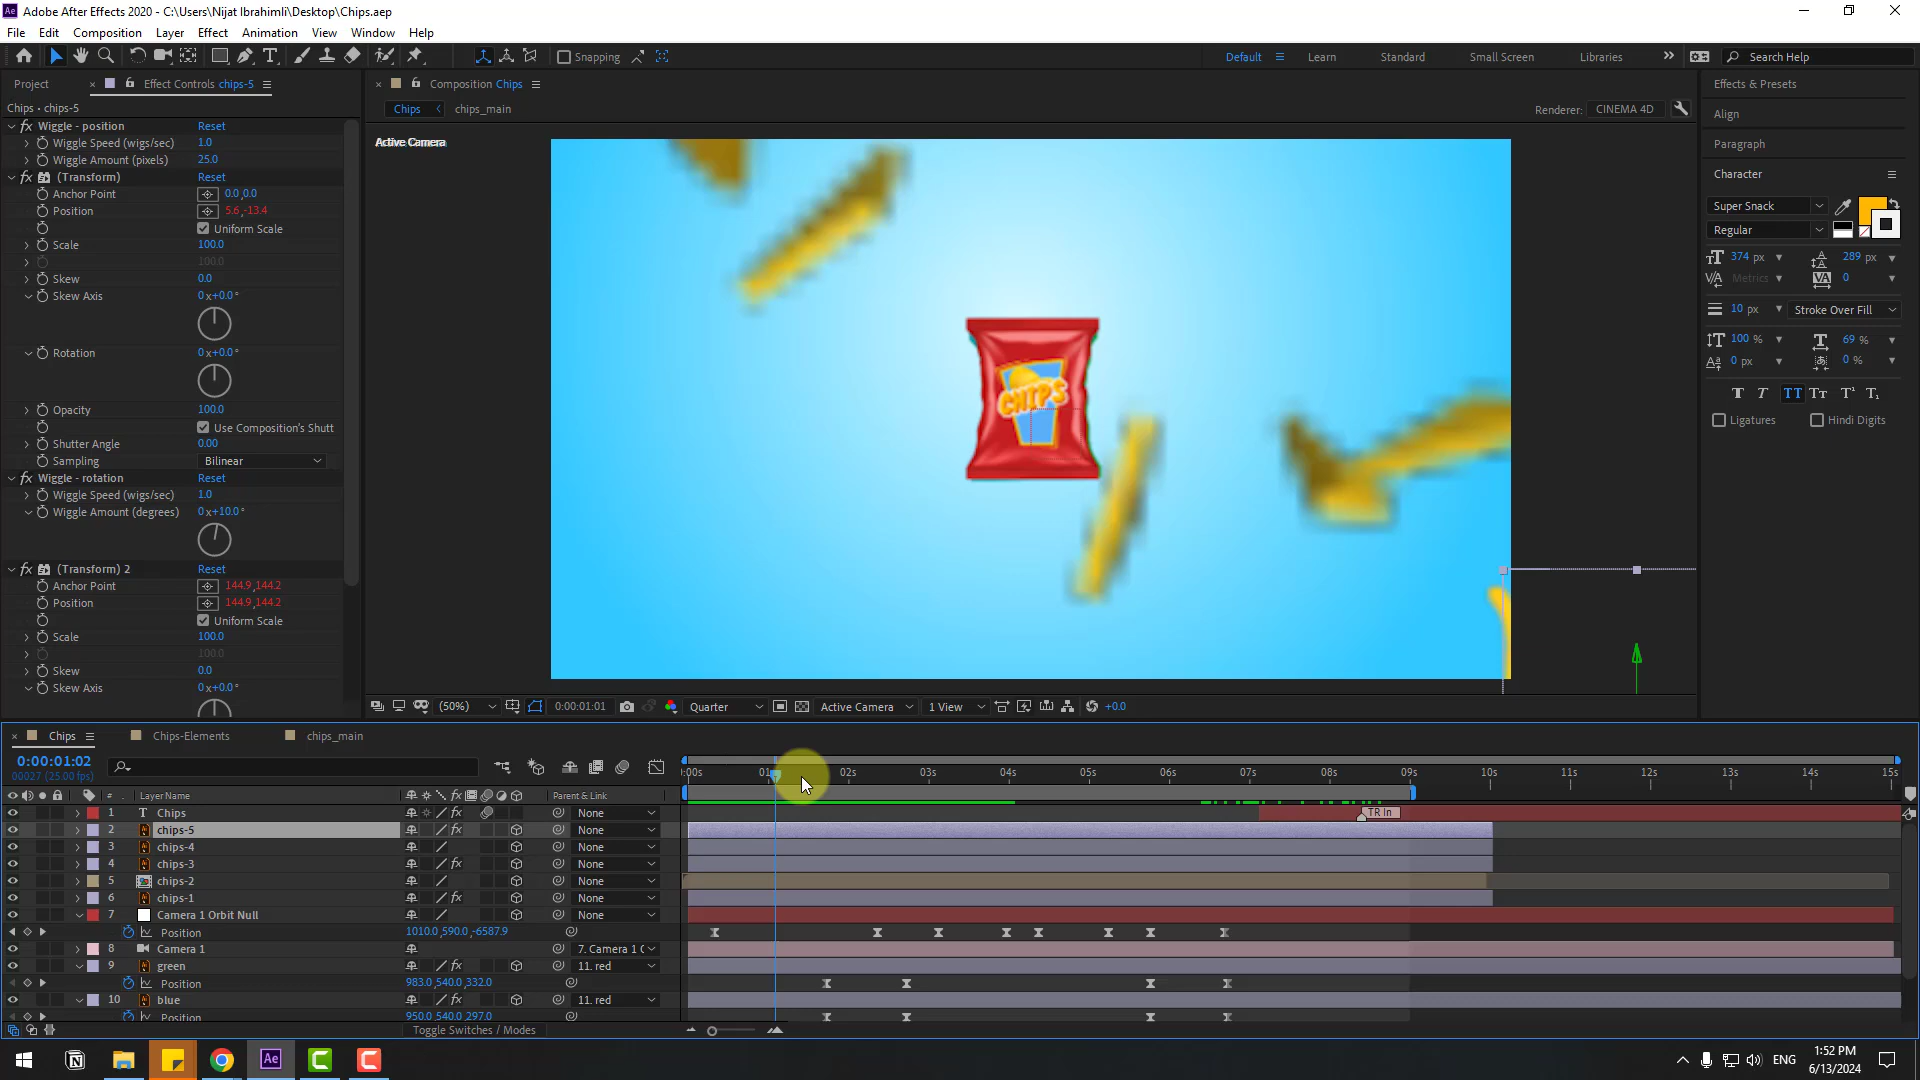 Adobe After Effects 2020 - C:\Users\Nijat Ibrahimli\Desktop\Chips.aep
File Edit Composition Layer Effect Animation View Window Help
Snapping Default Learn Standard Small Screen Libraries Search Help
Project Effect Controls chips-5
Chips • chips-5
Wiggle - position Reset
Wiggle Speed (wigs/sec) 1.0
Wiggle Amount (pixels) 25.0
(Transform) Reset
Anchor Point 0.0,0.0
Position 5.6,-13.4
Uniform Scale
Scale 100.0
100.0
Skew 0.0
Skew Axis 0x+0.0°
Rotation 0x+0.0°
Opacity 100.0
Use Composition's Shutt
Shutter Angle 0.00
Sampling Bilinear
Wiggle - rotation Reset
Wiggle Speed (wigs/sec) 1.0
Wiggle Amount (degrees) 0x+10.0°
(Transform) 2 Reset
Anchor Point 144.9,144.2
Position 144.9,144.2
Uniform Scale
Scale 100.0
100.0
Skew 0.0
Skew Axis 0x+0.0°
Composition Chips
Chips chips_main
Renderer: CINEMA 4D
Active Camera
CHIPS
(50%) 0:00:01:01 Quarter Active Camera 1 View +0.0
Effects & Presets
Align
Paragraph
Character
Super Snack
Regular
374 px 289 px
Metrics 0
10 px Stroke Over Fill
100 % 69 %
0 px 0 %
T T TT Tt T¹ T₁
Ligatures Hindi Digits
Chips Chips-Elements chips_main
0:00:01:02
00027 (25.00 fps)
:00s 01 02s 03s 04s 05s 06s 07s 08s 09s 10s 11s 12s 13s 14s 15s
# Layer Name Parent & Link
1 T Chips None TR In
2 chips-5 None
3 chips-4 None
4 chips-3 None
5 chips-2 None
6 chips-1 None
7 Camera 1 Orbit Null None
Position 1010.0,590.0,-6587.9
8 Camera 1 7. Camera 1 C
9 green 11. red
Position 983.0,540.0,332.0
10 blue 11. red
Position 950.0,540.0,297.0
Toggle Switches / Modes
ENG
1:52 PM
6/13/2024